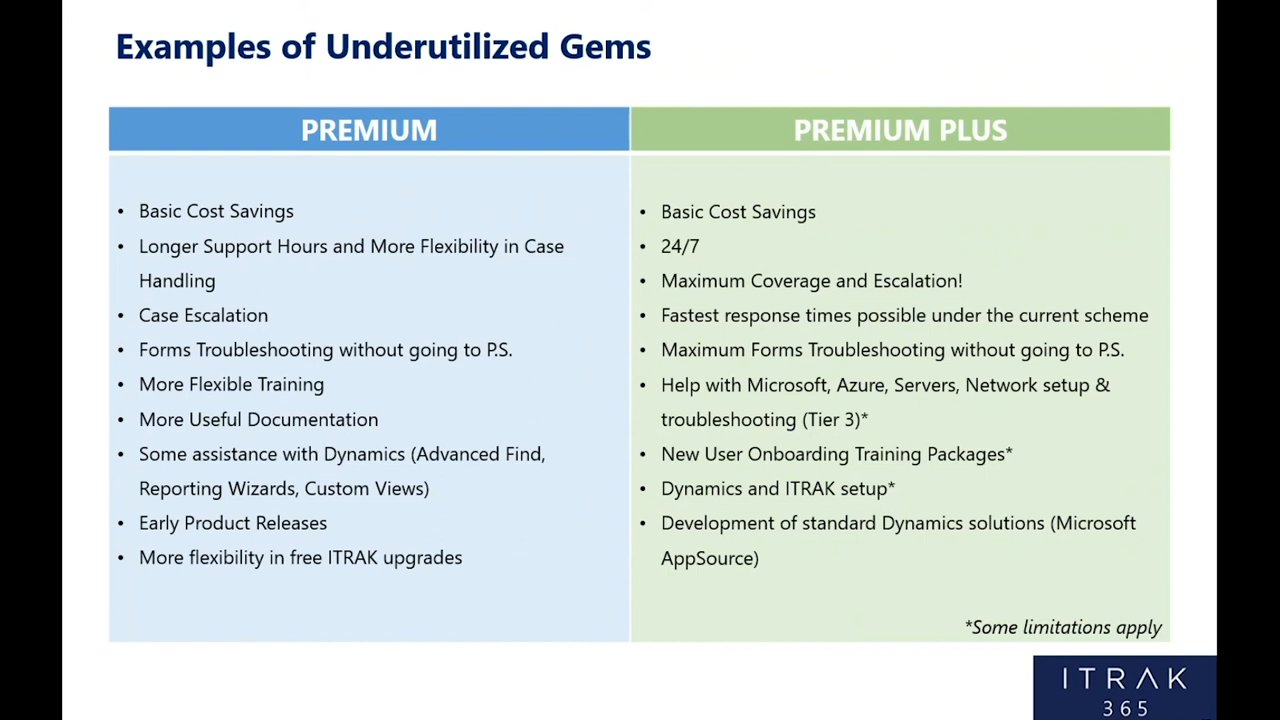 Examples of Underutilized Gems
PREMIUM
• Basic Cost Savings
• Longer Support Hours and More Flexibility in Case
Handling
• Case Escalation
• Forms Troubleshooting without going to P.S.
• More Flexible Training
• More Useful Documentation
• Some assistance with Dynamics (Advanced Find,
Reporting Wizards, Custom Views)
• Early Product Releases
• More flexibility in free ITRAK upgrades
PREMIUM PLUS
• Basic Cost Savings
• 24/7
• Maximum Coverage and Escalation!
• Fastest response times possible under the current scheme
• Maximum Forms Troubleshooting without going to P.S.
• Help with Microsoft, Azure, Servers, Network setup &
troubleshooting (Tier 3)*
• New User Onboarding Training Packages*
• Dynamics and ITRAK setup*
• Development of standard Dynamics solutions (Microsoft
AppSource)
*Some limitations apply
ITRAK
365